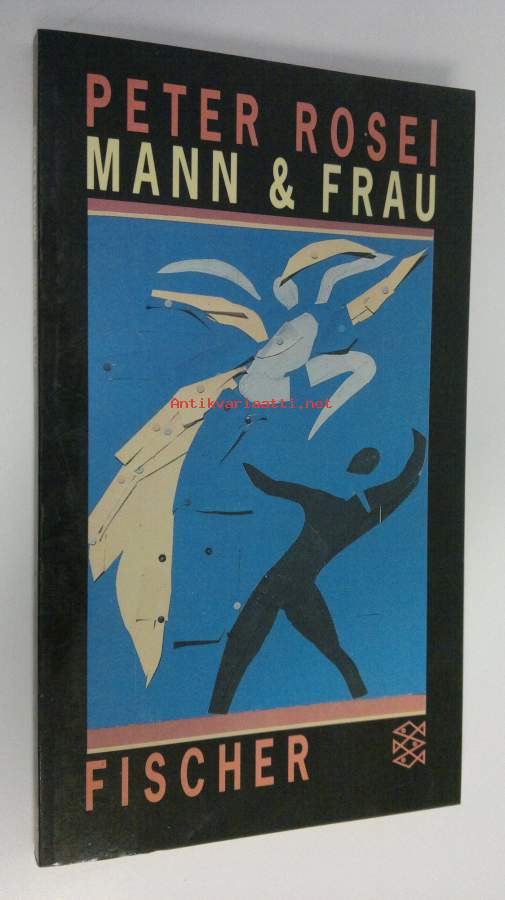 PETER ROSEI
MANN & FRAU
Antikvariaatti.net
FISCHER